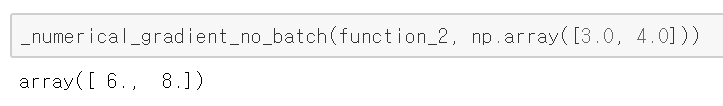 _numerical_gradient_no_batch(function_2, np.array([3.0, 4.0]))
array([ 6.,  8.])